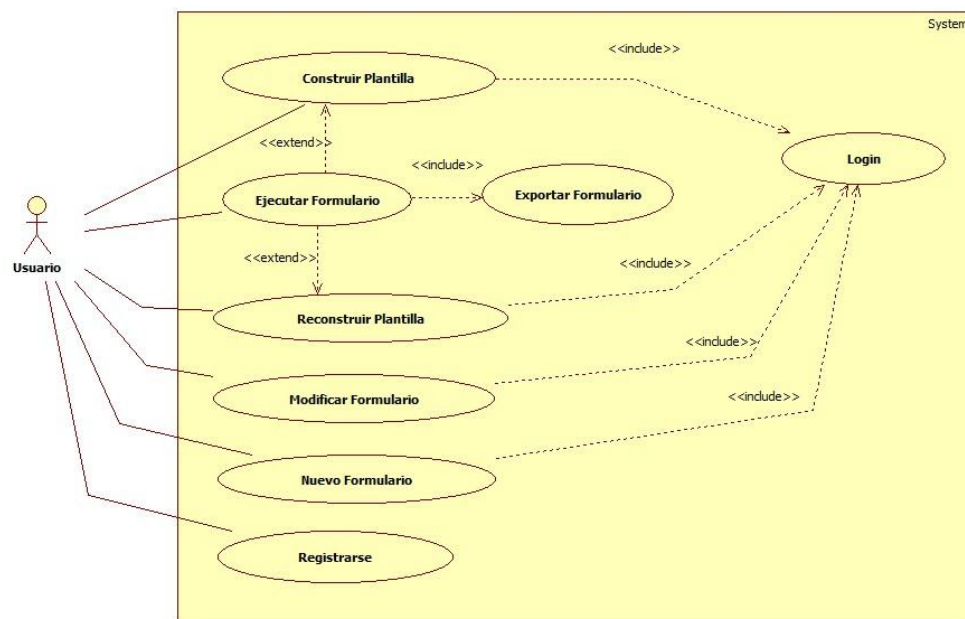 System
<<include>>
Construir Plantilla
<<extend>>
<<include>>
Login
Ejecutar Formulario
Exportar Formulario
Usuario
<<extend>>
<<include>>
Reconstruir Plantilla
<<include>>
Modificar Formulario
<<include>>
Nuevo Formulario
Registrarse